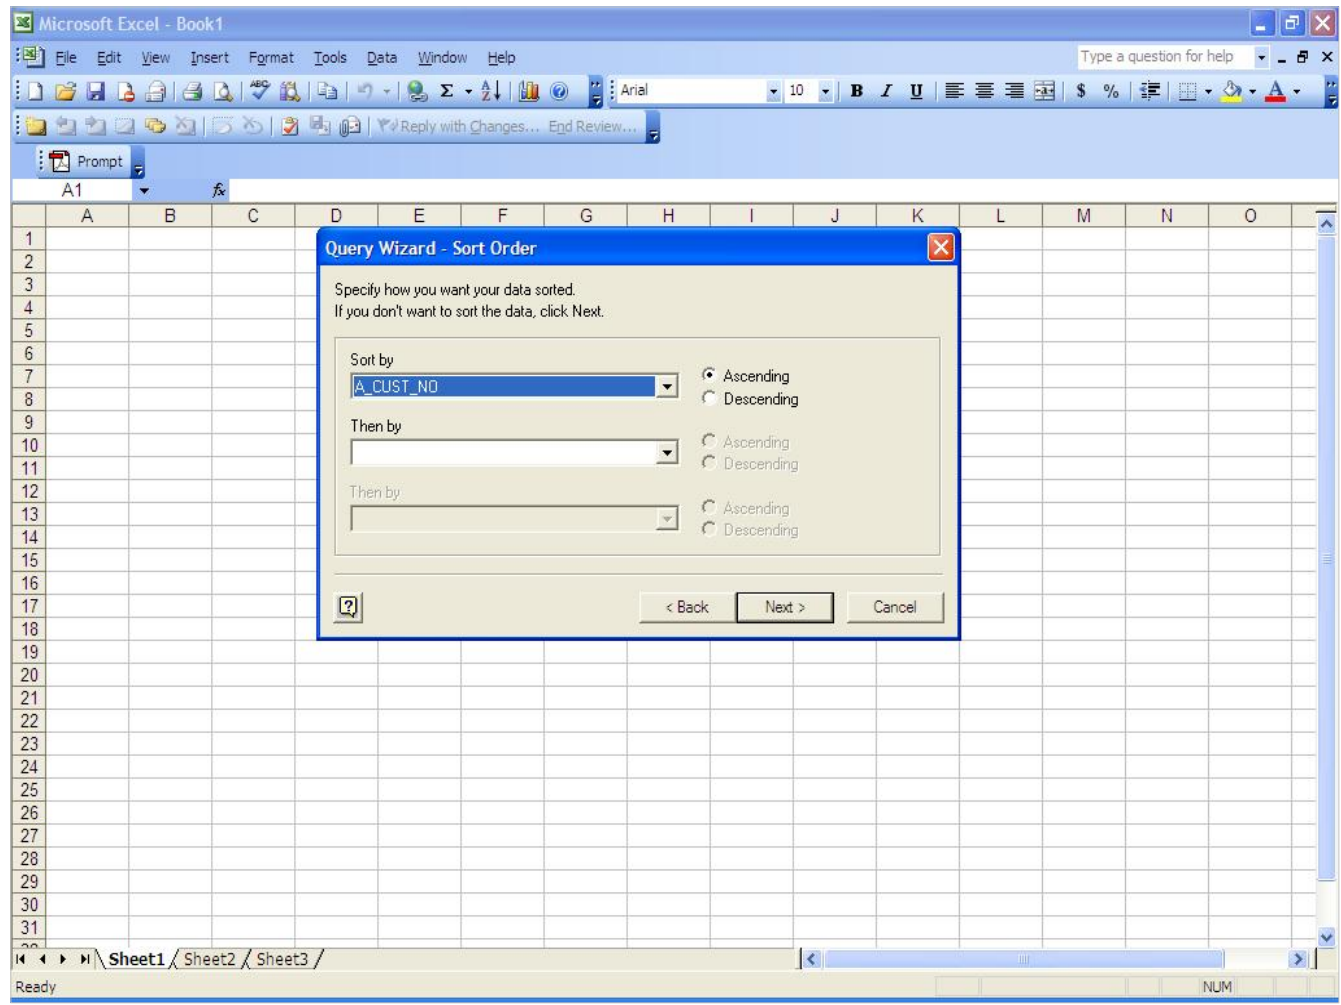 Microsoft Excel - Book1
File Edit View Insert Format Tools Data Window Help Type a question for help
Arial 10 B I U $ %
Reply with Changes... End Review...
Prompt
A1 fx
A B C D E F G H I J K L M N O
1
2
3
4
5
6
7
8
9
10
11
12
13
14
15
16
17
18
19
20
21
22
23
24
25
26
27
28
29
30
31
Query Wizard - Sort Order
Specify how you want your data sorted.
If you don't want to sort the data, click Next.
Sort by
A_CUST_NO
Ascending
Descending
Then by
Ascending
Descending
Then by
Ascending
Descending
< Back Next > Cancel
Sheet1 Sheet2 Sheet3
Ready NUM